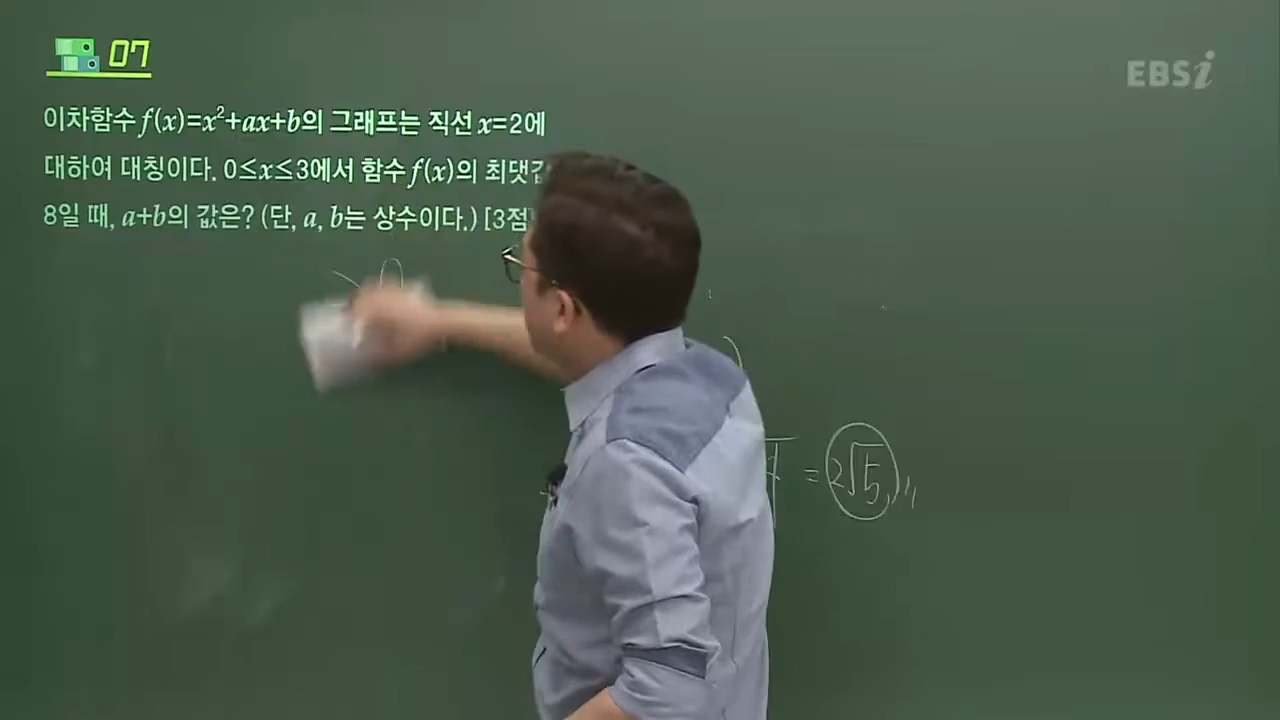 07
EBSi
이차함수 f(x)=x²+ax+b의 그래프는 직선 x=2에
대하여 대칭이다. 0≤x≤3에서 함수 f(x)의 최댓값
8일 때, a+b의 값은? (단, a, b는 상수이다.) [3점
= 2√5